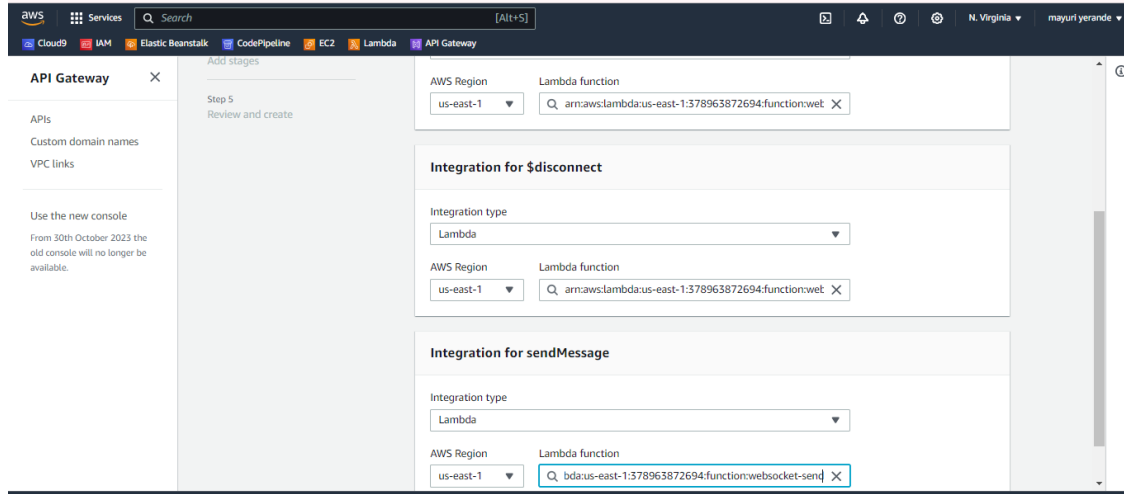 aws Services Search [Alt+S] N. Virginia ▼ mayuri yerande ▼
Cloud9 IAM Elastic Beanstalk CodePipeline EC2 Lambda API Gateway
API Gateway
APIs
Custom domain names
VPC links
Use the new console
From 30th October 2023 the
old console will no longer be
available.
Add stages
Step 5
Review and create
AWS Region Lambda function
us-east-1 arn:aws:lambda:us-east-1:378963872694:function:wet
Integration for $disconnect
Integration type
Lambda
AWS Region Lambda function
us-east-1 arn:aws:lambda:us-east-1:378963872694:function:wet
Integration for sendMessage
Integration type
Lambda
AWS Region Lambda function
us-east-1 bda:us-east-1:378963872694:function:websocket-send